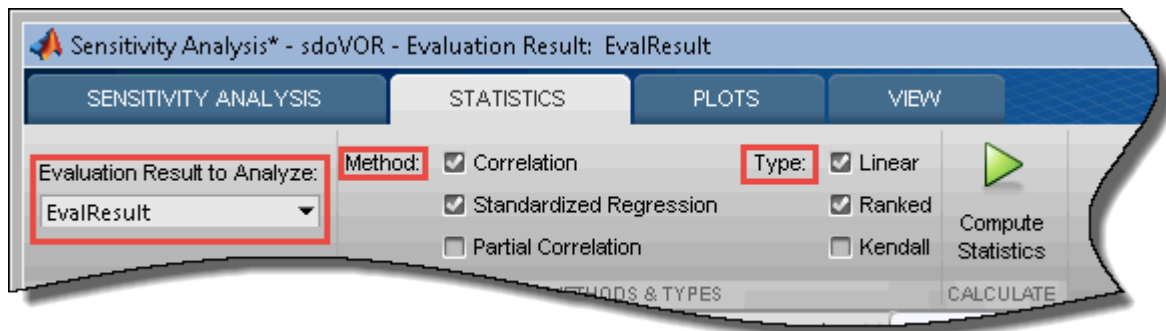 Sensitivity Analysis* - sdoVOR - Evaluation Result: EvalResult
SENSITIVITY ANALYSIS STATISTICS PLOTS VIEW
Evaluation Result to Analyze:
EvalResult
Method:
Correlation
Standardized Regression
Partial Correlation
Type:
Linear
Ranked
Kendall
Compute
Statistics
& TYPES
CALCULATE